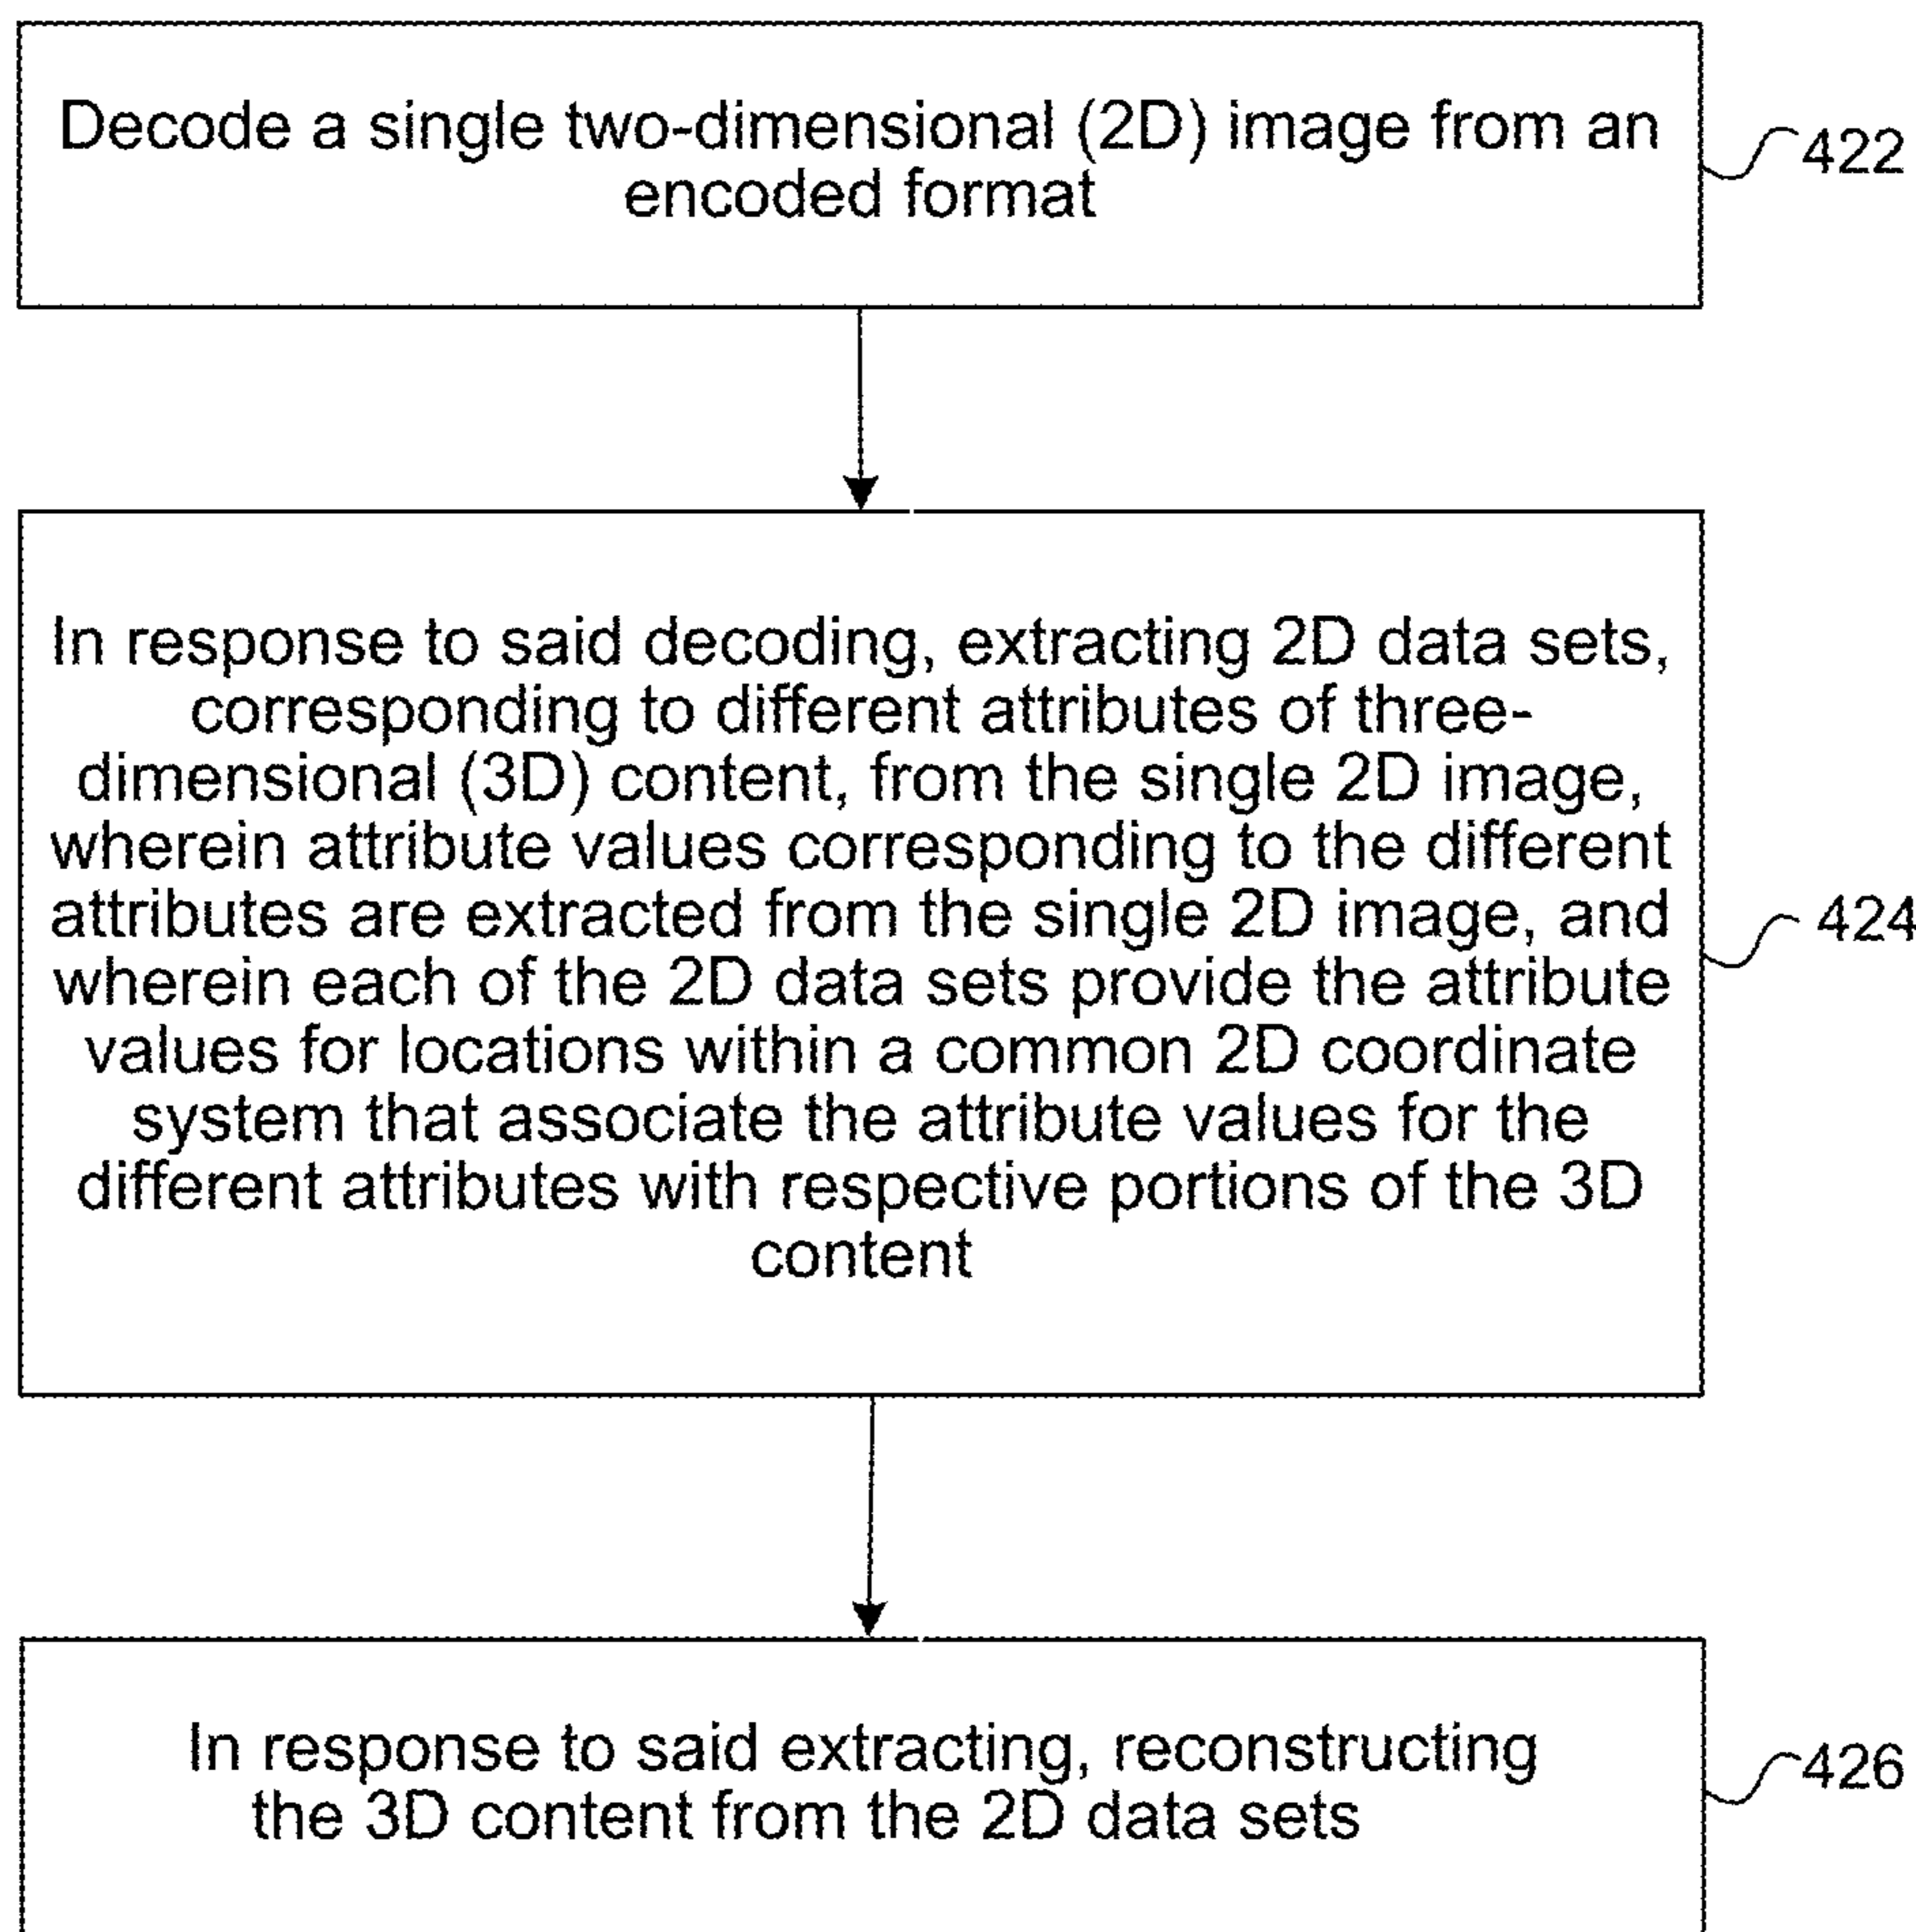 Decode a single two-dimensional (2D) image from an
encoded format
422
In response to said decoding, extracting 2D data sets,
corresponding to different attributes of three-
dimensional (3D) content, from the single 2D image,
wherein attribute values corresponding to the different
attributes are extracted from the single 2D image, and
wherein each of the 2D data sets provide the attribute
values for locations within a common 2D coordinate
system that associate the attribute values for the
different attributes with respective portions of the 3D
content
424
In response to said extracting, reconstructing
the 3D content from the 2D data sets
426